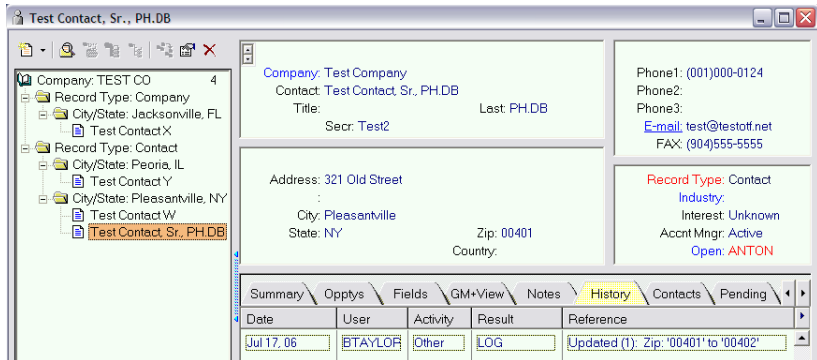 Test Contact, Sr., PH.DB
Company: TEST CO 4
Record Type: Company
City/State: Jacksonville, FL
Test Contact X
Record Type: Contact
City/State: Peoria, IL
Test Contact Y
City/State: Pleasantville, NY
Test Contact W
Test Contact, Sr., PH.DB
Company: Test Company
Contact: Test Contact, Sr., PH.DB
Title: Last: PH.DB
Secr: Test2
Phone1: (001)000-0124
Phone2:
Phone3:
E-mail: test@testotf.net
FAX: (904)555-5555
Address: 321 Old Street
:
City: Pleasantville
State: NY Zip: 00401
Country:
Record Type: Contact
Industry:
Interest: Unknown
Accnt Mngr: Active
Open: ANTON
Summary Opptys Fields GM+View Notes History Contacts Pending
Date User Activity Result Reference
Jul 17, 06 BTAYLOR Other LOG Updated (1): Zip: '00401' to '00402'